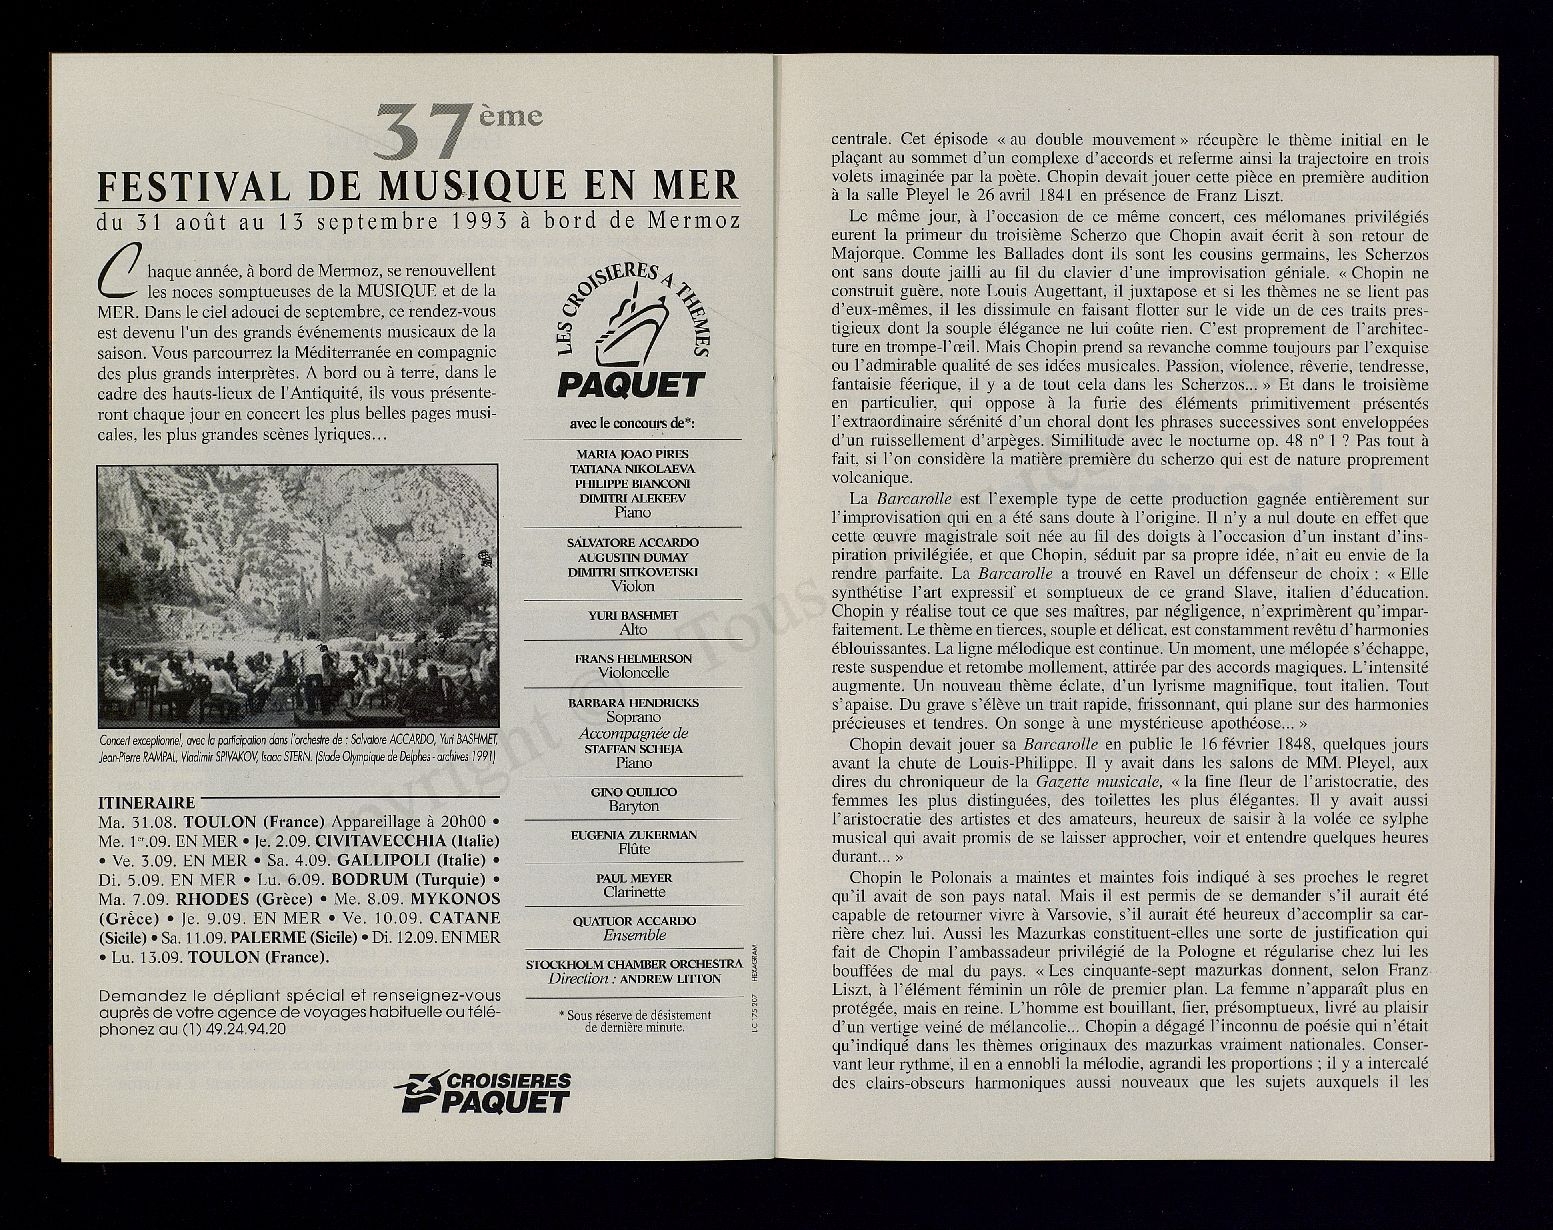 37ème
FESTIVAL DE MUSIQUE EN MER
du 31 août au 13 septembre 1993 à bord de Mermoz
Chaque année, à bord de Mermoz, se renouvellent
les noces somptueuses de la MUSIQUE et de la
MER. Dans le ciel adouci de septembre, ce rendez-vous
est devenu l'un des grands événements musicaux de la
saison. Vous parcourrez la Méditerranée en compagnie
des plus grands interprètes. A bord ou à terre, dans le
cadre des hauts-lieux de l'Antiquité, ils vous présente-
ront chaque jour en concert les plus belles pages musi-
cales, les plus grandes scènes lyriques...
Concert exceptionnel, avec la participation dans l'orchestre de : Salvatore ACCARDO, Yuri BASHMET,
Jean-Pierre RAMPAL, Vladimir SPIVAKOV, Isaac STERN. (Stade Olympique de Delphes - archives 1991)
ITINERAIRE
Ma. 31.08. TOULON (France) Appareillage à 20h00 •
Me. 1er.09. EN MER • Je. 2.09. CIVITAVECCHIA (Italie)
• Ve. 3.09. EN MER • Sa. 4.09. GALLIPOLI (Italie) •
Di. 5.09. EN MER • Lu. 6.09. BODRUM (Turquie) •
Ma. 7.09. RHODES (Grèce) • Me. 8.09. MYKONOS
(Grèce) • Je. 9.09. EN MER • Ve. 10.09. CATANE
(Sicile) • Sa. 11.09. PALERME (Sicile) • Di. 12.09. EN MER
• Lu. 13.09. TOULON (France).
Demandez le dépliant spécial et renseignez-vous
auprès de votre agence de voyages habituelle ou télé-
phonez au (1) 49.24.94.20
LES CROISIERES A THEMES
PAQUET
avec le concours de*:
MARIA JOAO PIRES
TATIANA NIKOLAEVA
PHILIPPE BIANCONI
DIMITRI ALEKEEV
Piano
SALVATORE ACCARDO
AUGUSTIN DUMAY
DIMITRI SITKOVETSKI
Violon
YURI BASHMET
Alto
FRANS HELMERSON
Violoncelle
BARBARA HENDRICKS
Soprano
Accompagnée de
STAFFAN SCHEJA
Piano
GINO QUILICO
Baryton
EUGENIA ZUKERMAN
Flûte
PAUL MEYER
Clarinette
QUATUOR ACCARDO
Ensemble
STOCKHOLM CHAMBER ORCHESTRA
Direction : ANDREW LITTON
* Sous réserve de désistement
de dernière minute.
LC 175 207 HEXAGRAM
CROISIERES
PAQUET
centrale. Cet épisode « au double mouvement » récupère le thème initial en le
plaçant au sommet d'un complexe d'accords et referme ainsi la trajectoire en trois
volets imaginée par la poète. Chopin devait jouer cette pièce en première audition
à la salle Pleyel le 26 avril 1841 en présence de Franz Liszt.
Le même jour, à l'occasion de ce même concert, ces mélomanes privilégiés
eurent la primeur du troisième Scherzo que Chopin avait écrit à son retour de
Majorque. Comme les Ballades dont ils sont les cousins germains, les Scherzos
ont sans doute jailli au fil du clavier d'une improvisation géniale. « Chopin ne
construit guère, note Louis Augettant, il juxtapose et si les thèmes ne se lient pas
d'eux-mêmes, il les dissimule en faisant flotter sur le vide un de ces traits pres-
tigieux dont la souple élégance ne lui coûte rien. C'est proprement de l'architec-
ture en trompe-l'œil. Mais Chopin prend sa revanche comme toujours par l'exquise
ou l'admirable qualité de ses idées musicales. Passion, violence, rêverie, tendresse,
fantaisie féerique, il y a de tout cela dans les Scherzos... » Et dans le troisième
en particulier, qui oppose à la furie des éléments primitivement présentés
l'extraordinaire sérénité d'un choral dont les phrases successives sont enveloppées
d'un ruissellement d'arpèges. Similitude avec le nocturne op. 48 n° 1 ? Pas tout à
fait, si l'on considère la matière première du scherzo qui est de nature proprement
volcanique.
La Barcarolle est l'exemple type de cette production gagnée entièrement sur
l'improvisation qui en a été sans doute à l'origine. Il n'y a nul doute en effet que
cette œuvre magistrale soit née au fil des doigts à l'occasion d'un instant d'ins-
piration privilégiée, et que Chopin, séduit par sa propre idée, n'ait eu envie de la
rendre parfaite. La Barcarolle a trouvé en Ravel un défenseur de choix : « Elle
synthétise l'art expressif et somptueux de ce grand Slave, italien d'éducation.
Chopin y réalise tout ce que ses maîtres, par négligence, n'exprimèrent qu'impar-
faitement. Le thème en tierces, souple et délicat, est constamment revêtu d'harmonies
éblouissantes. La ligne mélodique est continue. Un moment, une mélopée s'échappe,
reste suspendue et retombe mollement, attirée par des accords magiques. L'intensité
augmente. Un nouveau thème éclate, d'un lyrisme magnifique, tout italien. Tout
s'apaise. Du grave s'élève un trait rapide, frissonnant, qui plane sur des harmonies
précieuses et tendres. On songe à une mystérieuse apothéose... »
Chopin devait jouer sa Barcarolle en public le 16 février 1848, quelques jours
avant la chute de Louis-Philippe. Il y avait dans les salons de MM. Pleyel, aux
dires du chroniqueur de la Gazette musicale, « la fine fleur de l'aristocratie, des
femmes les plus distinguées, des toilettes les plus élégantes. Il y avait aussi
l'aristocratie des artistes et des amateurs, heureux de saisir à la volée ce sylphe
musical qui avait promis de se laisser approcher, voir et entendre quelques heures
durant... »
Chopin le Polonais a maintes et maintes fois indiqué à ses proches le regret
qu'il avait de son pays natal. Mais il est permis de se demander s'il aurait été
capable de retourner vivre à Varsovie, s'il aurait été heureux d'accomplir sa car-
rière chez lui. Aussi les Mazurkas constituent-elles une sorte de justification qui
fait de Chopin l'ambassadeur privilégié de la Pologne et régularise chez lui les
bouffées de mal du pays. « Les cinquante-sept mazurkas donnent, selon Franz
Liszt, à l'élément féminin un rôle de premier plan. La femme n'apparaît plus en
protégée, mais en reine. L'homme est bouillant, fier, présomptueux, livré au plaisir
d'un vertige veiné de mélancolie... Chopin a dégagé l'inconnu de poésie qui n'était
qu'indiqué dans les thèmes originaux des mazurkas vraiment nationales. Conser-
vant leur rythme, il en a ennobli la mélodie, agrandi les proportions ; il y a intercalé
des clairs-obscurs harmoniques aussi nouveaux que les sujets auxquels il les